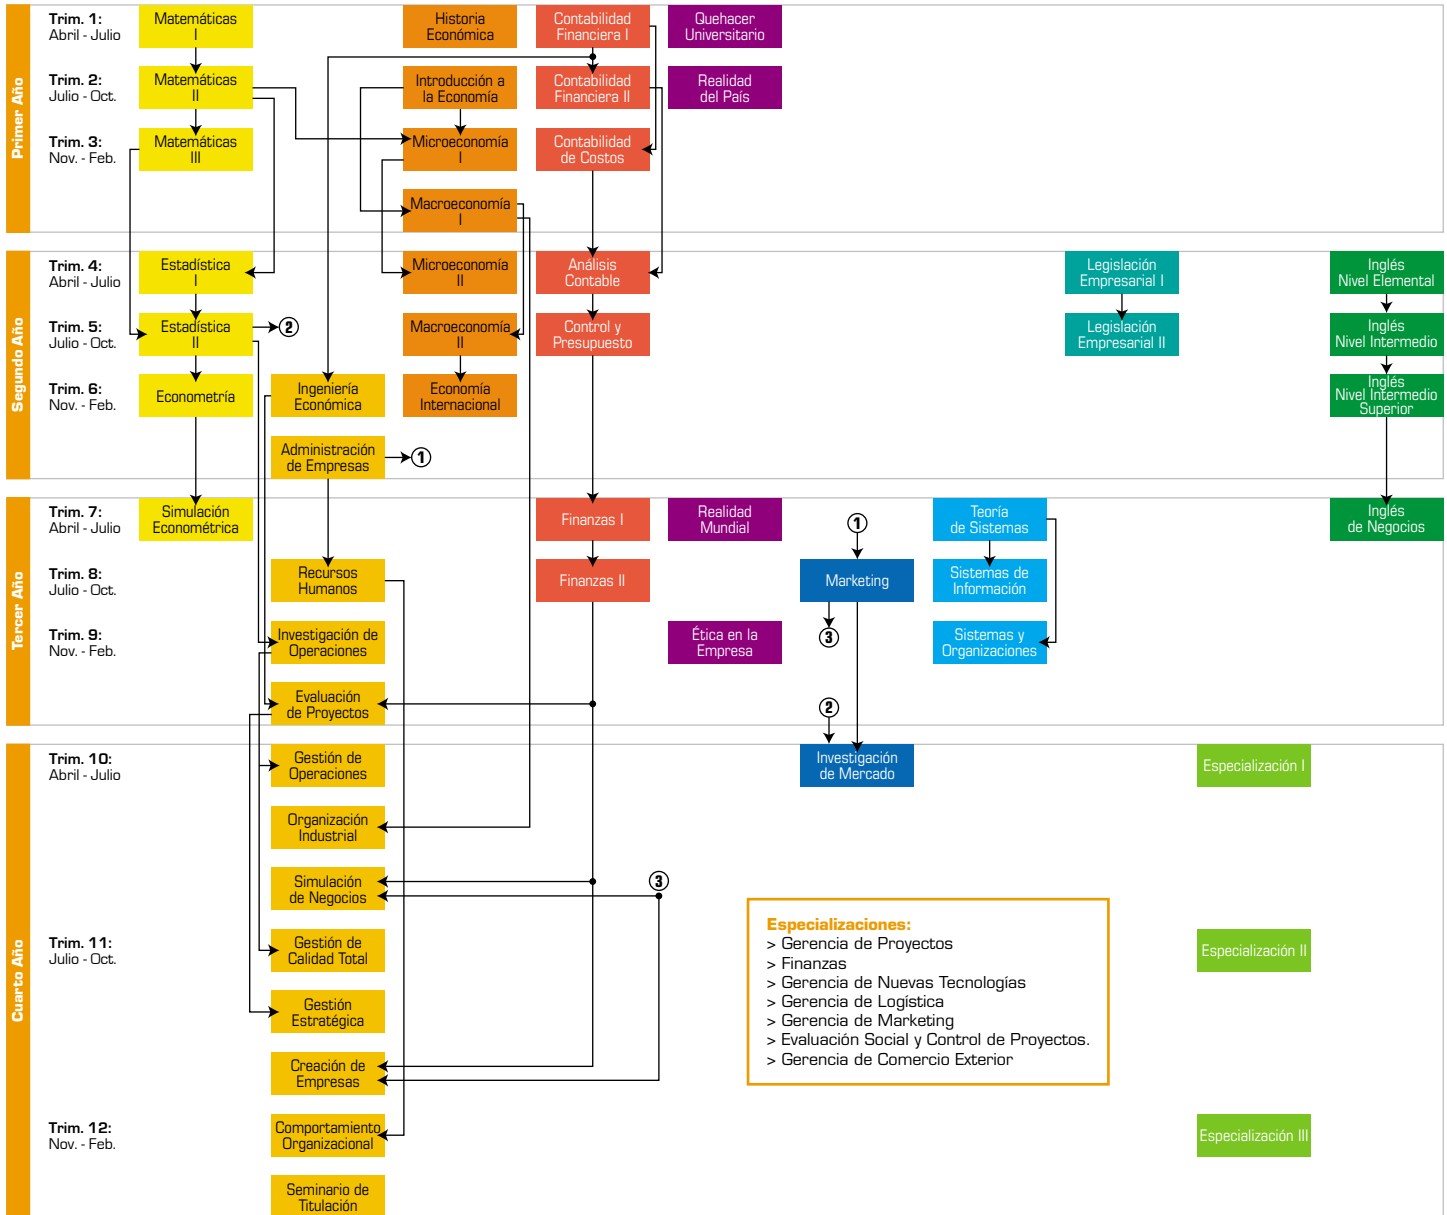 Primer Año
Trim. 1:
Abril - Julio
Matemáticas
I
Historia
Económica
Contabilidad
Financiera I
Quehacer
Universitario
Trim. 2:
Julio - Oct.
Matemáticas
II
Introducción a
la Economía
Contabilidad
Financiera II
Realidad
del País
Trim. 3:
Nov. - Feb.
Matemáticas
III
Microeconomía
I
Contabilidad
de Costos
Macroeconomía
I
Segundo Año
Trim. 4:
Abril - Julio
Estadística
I
Microeconomía
II
Análisis
Contable
Legislación
Empresarial I
Inglés
Nivel Elemental
Trim. 5:
Julio - Oct.
Estadística
II
2
Macroeconomía
II
Control y
Presupuesto
Legislación
Empresarial II
Inglés
Nivel Intermedio
Trim. 6:
Nov. - Feb.
Econometría
Ingeniería
Económica
Economía
Internacional
Inglés
Nivel Intermedio
Superior
Administración
de Empresas
1
Tercer Año
Trim. 7:
Abril - Julio
Simulación
Econométrica
Finanzas I
Realidad
Mundial
1
Teoría
de Sistemas
Inglés
de Negocios
Trim. 8:
Julio - Oct.
Recursos
Humanos
Finanzas II
Marketing
Sistemas de
Información
Trim. 9:
Nov. - Feb.
Investigación de
Operaciones
Ética en la
Empresa
3
Sistemas y
Organizaciones
Evaluación
de Proyectos
2
Cuarto Año
Trim. 10:
Abril - Julio
Gestión de
Operaciones
Investigación
de Mercado
Especialización I
Organización
Industrial
Simulación
de Negocios
3
Trim. 11:
Julio - Oct.
Gestión de
Calidad Total
Especialización II
Gestión
Estratégica
Creación de
Empresas
Especializaciones:
> Gerencia de Proyectos
> Finanzas
> Gerencia de Nuevas Tecnologías
> Gerencia de Logística
> Gerencia de Marketing
> Evaluación Social y Control de Proyectos.
> Gerencia de Comercio Exterior
Trim. 12:
Nov. - Feb.
Comportamiento
Organizacional
Especialización III
Seminario de
Titulación